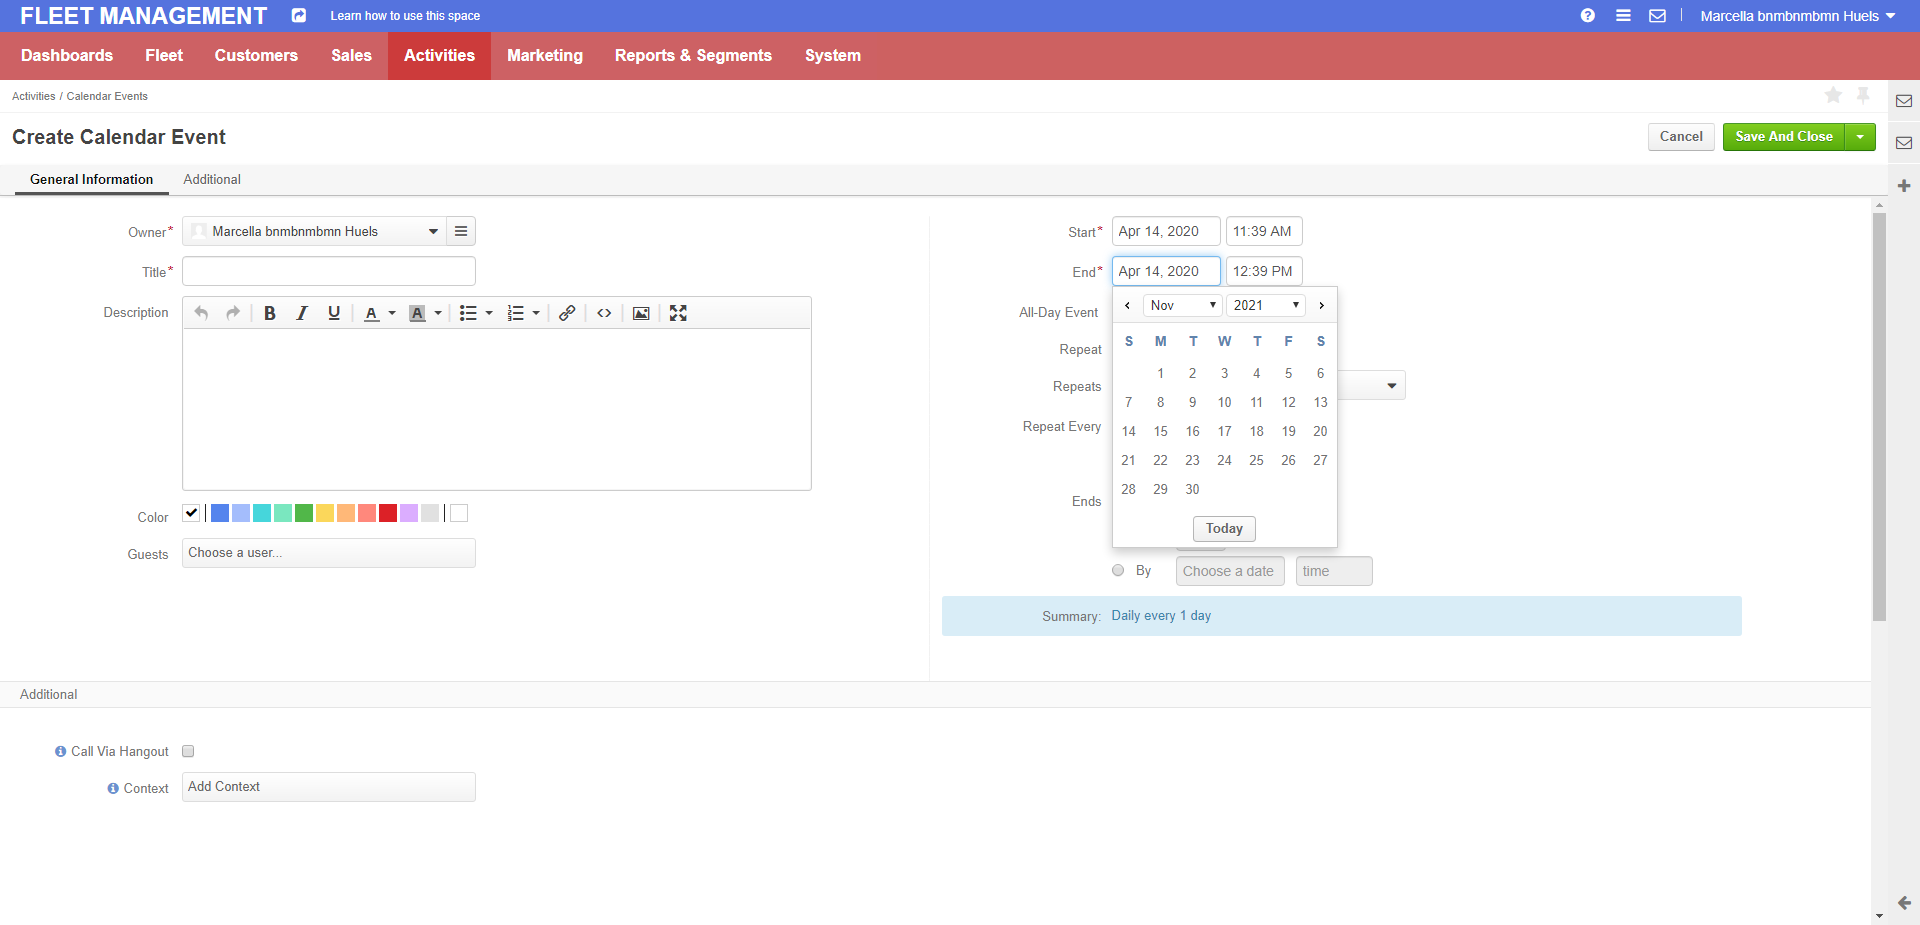 FLEET MANAGEMENT Learn how to use this space Marcella bnmbnmbmn Huels
Dashboards Fleet Customers Sales Activities Marketing Reports & Segments System
Activities / Calendar Events
Create Calendar Event
Cancel Save And Close
General Information Additional
Owner* Marcella bnmbnmbmn Huels
Title*
Description B I U A A
Color
Guests Choose a user...
Start* Apr 14, 2020 11:39 AM
End* Apr 14, 2020 12:39 PM
All-Day Event
Repeat
Repeats
Repeat Every
Ends
Nov 2021
S M T W T F S
1 2 3 4 5 6
7 8 9 10 11 12 13
14 15 16 17 18 19 20
21 22 23 24 25 26 27
28 29 30
Today
By Choose a date time
Summary: Daily every 1 day
Additional
Call Via Hangout
Context Add Context